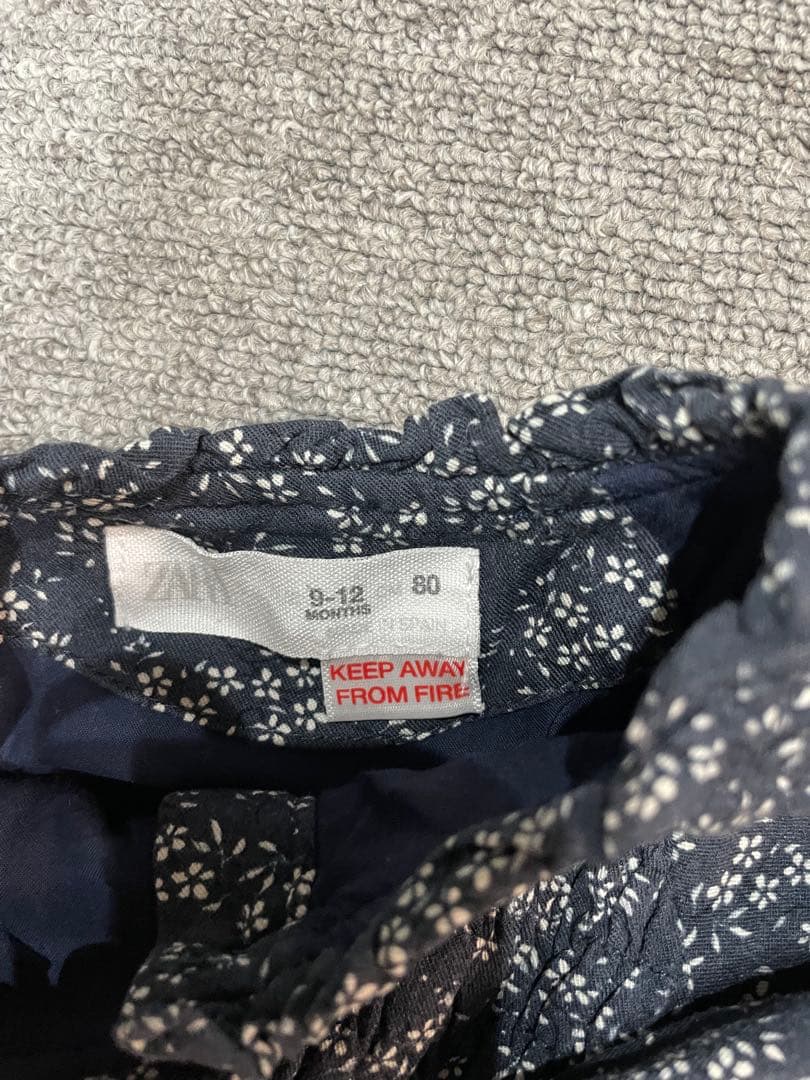 ZARA
9-12
MONTHS
80
KEEP AWAY
FROM FIRE